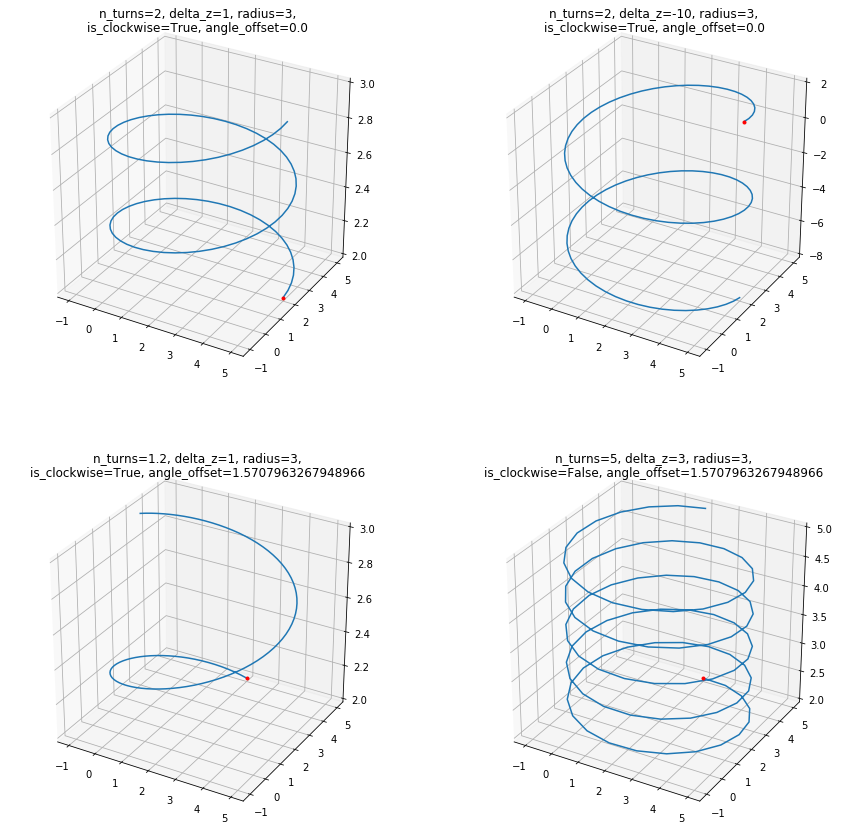 n_turns=2, delta_z=1, radius=3,
is_clockwise=True, angle_offset=0.0
3.0
2.8
2.6
2.4
2.2
2.0
−1 0 1 2 3 4 5
−1 0 1 2 3 4 5
n_turns=2, delta_z=-10, radius=3,
is_clockwise=True, angle_offset=0.0
2
0
−2
−4
−6
−8
−1 0 1 2 3 4 5
−1 0 1 2 3 4 5
n_turns=1.2, delta_z=1, radius=3,
is_clockwise=True, angle_offset=1.5707963267948966
3.0
2.8
2.6
2.4
2.2
2.0
−1 0 1 2 3 4 5
−1 0 1 2 3 4 5
n_turns=5, delta_z=3, radius=3,
is_clockwise=False, angle_offset=1.5707963267948966
5.0
4.5
4.0
3.5
3.0
2.5
2.0
−1 0 1 2 3 4 5
−1 0 1 2 3 4 5